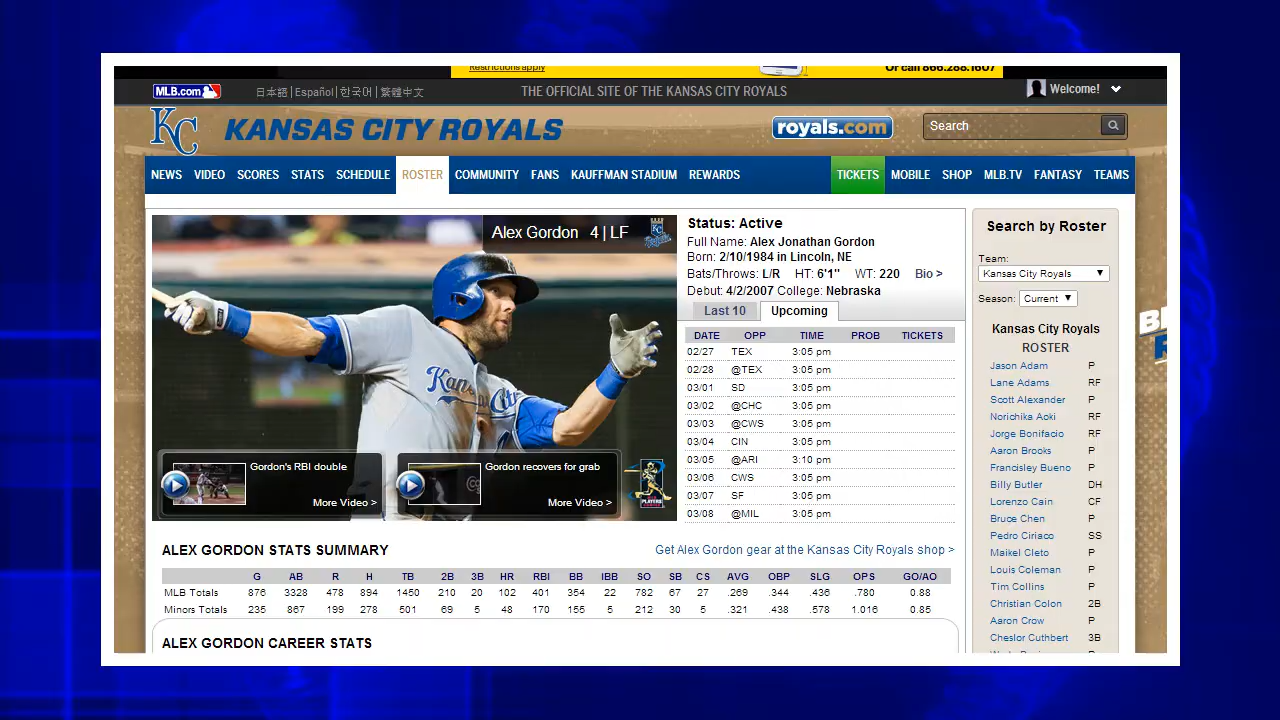 Restrictions apply
Or call 866.288.1607
MLB.com 日本語 | Español | 한국어 | 繁體中文 THE OFFICIAL SITE OF THE KANSAS CITY ROYALS Welcome!
KC KANSAS CITY ROYALS royals.com Search
NEWS VIDEO SCORES STATS SCHEDULE ROSTER COMMUNITY FANS KAUFFMAN STADIUM REWARDS TICKETS MOBILE SHOP MLB.TV FANTASY TEAMS
Alex Gordon 4 | LF
Kansas City
Gordon's RBI double
More Video >
Gordon recovers for grab
More Video >
Status: Active
Full Name: Alex Jonathan Gordon
Born: 2/10/1984 in Lincoln, NE
Bats/Throws: L/R HT: 6'1" WT: 220 Bio >
Debut: 4/2/2007 College: Nebraska
Last 10 Upcoming
DATE OPP TIME PROB TICKETS
02/27 TEX 3:05 pm
02/28 @TEX 3:05 pm
03/01 SD 3:05 pm
03/02 @CHC 3:05 pm
03/03 @CWS 3:05 pm
03/04 CIN 3:05 pm
03/05 @ARI 3:10 pm
03/06 CWS 3:05 pm
03/07 SF 3:05 pm
03/08 @MIL 3:05 pm
ALEX GORDON STATS SUMMARY Get Alex Gordon gear at the Kansas City Royals shop >
G AB R H TB 2B 3B HR RBI BB IBB SO SB CS AVG OBP SLG OPS GO/AO
MLB Totals 876 3328 478 894 1450 210 20 102 401 354 22 782 67 27 .269 .344 .436 .780 0.88
Minors Totals 235 867 199 278 501 69 5 48 170 155 5 212 30 5 .321 .438 .578 1.016 0.85
ALEX GORDON CAREER STATS
Search by Roster
Team:
Kansas City Royals
Season: Current
Kansas City Royals
ROSTER
Jason Adam P
Lane Adams RF
Scott Alexander P
Norichika Aoki RF
Jorge Bonifacio RF
Aaron Brooks P
Francisley Bueno P
Billy Butler DH
Lorenzo Cain CF
Bruce Chen P
Pedro Ciriaco SS
Maikel Cleto P
Louis Coleman P
Tim Collins P
Christian Colon 2B
Aaron Crow P
Cheslor Cuthbert 3B